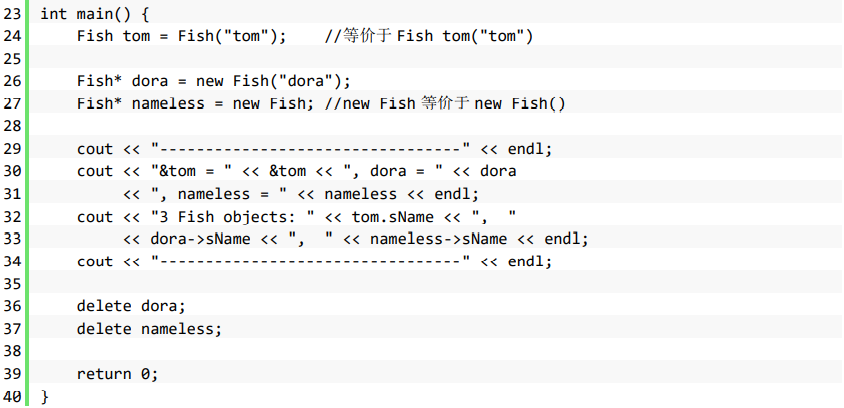 23 int main() {
24     Fish tom = Fish("tom");    //等价于 Fish tom("tom")
25
26     Fish* dora = new Fish("dora");
27     Fish* nameless = new Fish; //new Fish 等价于 new Fish()
28
29     cout << "---------------------------------" << endl;
30     cout << "&tom = " << &tom << ", dora = " << dora
31          << ", nameless = " << nameless << endl;
32     cout << "3 Fish objects: " << tom.sName << ",  "
33          << dora->sName << ",  " << nameless->sName << endl;
34     cout << "---------------------------------" << endl;
35
36     delete dora;
37     delete nameless;
38
39     return 0;
40 }